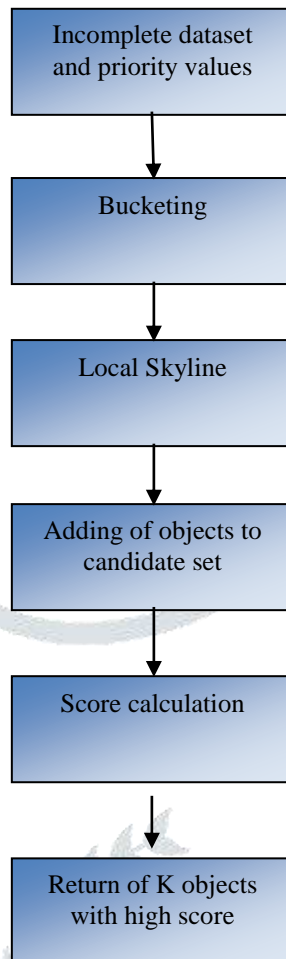 Incomplete dataset
and priority values
Bucketing
Local Skyline
Adding of objects to
candidate set
Score calculation
Return of K objects
with high score